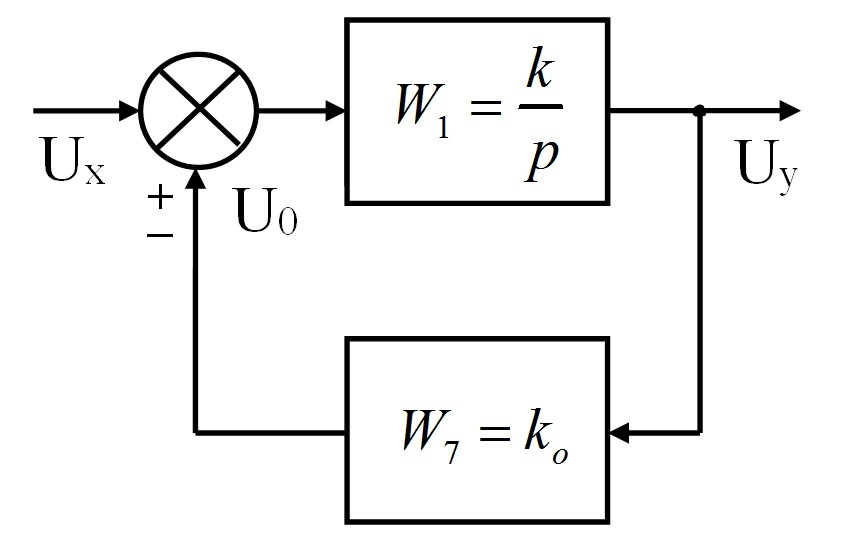 Uₓ
±
U₀
W₁ = k/p
U_y
W₇ = kₒ